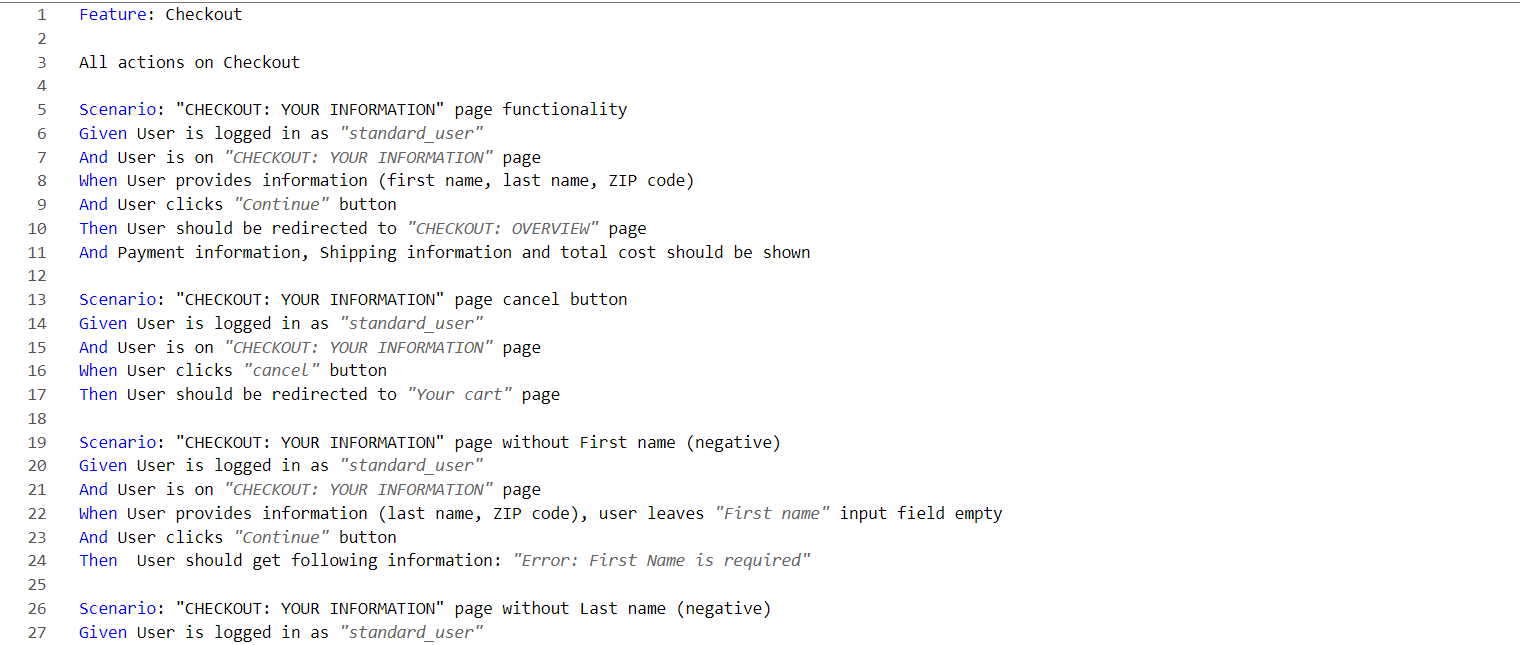 1 Feature: Checkout
2
3 All actions on Checkout
4
5 Scenario: "CHECKOUT: YOUR INFORMATION" page functionality
6 Given User is logged in as "standard_user"
7 And User is on "CHECKOUT: YOUR INFORMATION" page
8 When User provides information (first name, last name, ZIP code)
9 And User clicks "Continue" button
10 Then User should be redirected to "CHECKOUT: OVERVIEW" page
11 And Payment information, Shipping information and total cost should be shown
12
13 Scenario: "CHECKOUT: YOUR INFORMATION" page cancel button
14 Given User is logged in as "standard_user"
15 And User is on "CHECKOUT: YOUR INFORMATION" page
16 When User clicks "cancel" button
17 Then User should be redirected to "Your cart" page
18
19 Scenario: "CHECKOUT: YOUR INFORMATION" page without First name (negative)
20 Given User is logged in as "standard_user"
21 And User is on "CHECKOUT: YOUR INFORMATION" page
22 When User provides information (last name, ZIP code), user leaves "First name" input field empty
23 And User clicks "Continue" button
24 Then  User should get following information: "Error: First Name is required"
25
26 Scenario: "CHECKOUT: YOUR INFORMATION" page without Last name (negative)
27 Given User is logged in as "standard_user"